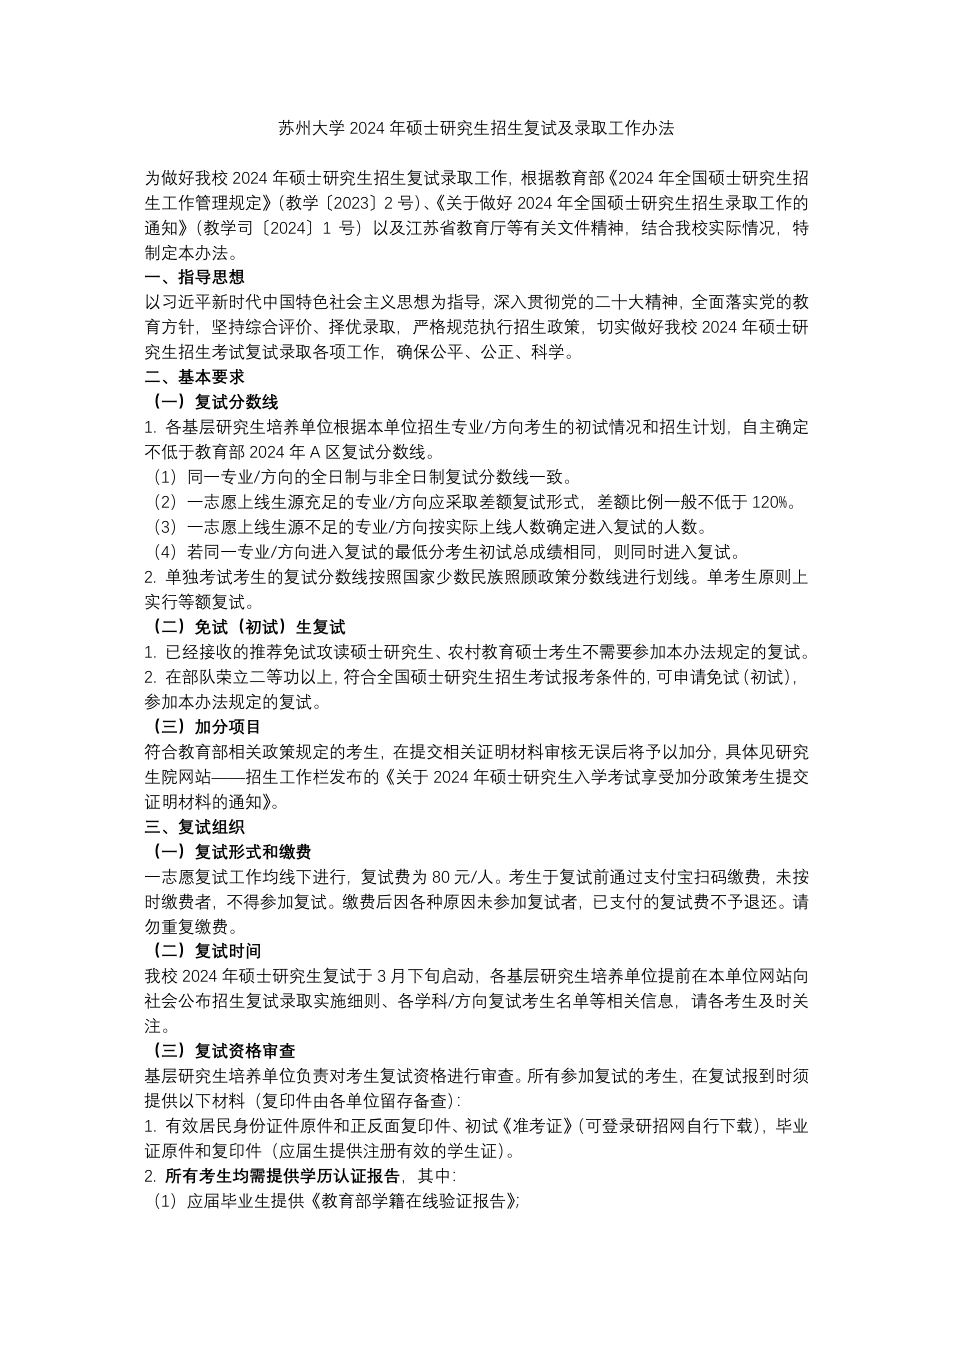 苏州大学 2024 年硕士研究生招生复试及录取工作办法
为做好我校 2024 年硕士研究生招生复试录取工作，根据教育部《2024 年全国硕士研究生招
生工作管理规定》（教学〔2023〕2 号）、《关于做好 2024 年全国硕士研究生招生录取工作的
通知》（教学司〔2024〕1 号）以及江苏省教育厅等有关文件精神，结合我校实际情况，特
制定本办法。
一、指导思想
以习近平新时代中国特色社会主义思想为指导，深入贯彻党的二十大精神，全面落实党的教
育方针，坚持综合评价、择优录取，严格规范执行招生政策，切实做好我校 2024 年硕士研
究生招生考试复试录取各项工作，确保公平、公正、科学。
二、基本要求
（一）复试分数线
1. 各基层研究生培养单位根据本单位招生专业/方向考生的初试情况和招生计划，自主确定
不低于教育部 2024 年 A 区复试分数线。
（1）同一专业/方向的全日制与非全日制复试分数线一致。
（2）一志愿上线生源充足的专业/方向应采取差额复试形式，差额比例一般不低于 120%。
（3）一志愿上线生源不足的专业/方向按实际上线人数确定进入复试的人数。
（4）若同一专业/方向进入复试的最低分考生初试总成绩相同，则同时进入复试。
2. 单独考试考生的复试分数线按照国家少数民族照顾政策分数线进行划线。单考生原则上
实行等额复试。
（二）免试（初试）生复试
1. 已经接收的推荐免试攻读硕士研究生、农村教育硕士考生不需要参加本办法规定的复试。
2. 在部队荣立二等功以上，符合全国硕士研究生招生考试报考条件的，可申请免试（初试），
参加本办法规定的复试。
（三）加分项目
符合教育部相关政策规定的考生，在提交相关证明材料审核无误后将予以加分，具体见研究
生院网站——招生工作栏发布的《关于 2024 年硕士研究生入学考试享受加分政策考生提交
证明材料的通知》。
三、复试组织
（一）复试形式和缴费
一志愿复试工作均线下进行，复试费为 80 元/人。考生于复试前通过支付宝扫码缴费，未按
时缴费者，不得参加复试。缴费后因各种原因未参加复试者，已支付的复试费不予退还。请
勿重复缴费。
（二）复试时间
我校 2024 年硕士研究生复试于 3 月下旬启动，各基层研究生培养单位提前在本单位网站向
社会公布招生复试录取实施细则、各学科/方向复试考生名单等相关信息，请各考生及时关
注。
（三）复试资格审查
基层研究生培养单位负责对考生复试资格进行审查。所有参加复试的考生，在复试报到时须
提供以下材料（复印件由各单位留存备查）：
1. 有效居民身份证件原件和正反面复印件、初试《准考证》（可登录研招网自行下载），毕业
证原件和复印件（应届生提供注册有效的学生证）。
2. 所有考生均需提供学历认证报告，其中：
（1）应届毕业生提供《教育部学籍在线验证报告》；